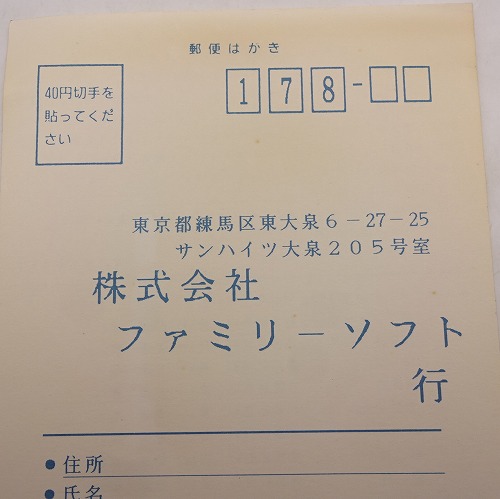 郵便はがき
40円切手を
貼ってくだ
さい
178-
東京都練馬区東大泉6-27-25
サンハイツ大泉205号室
株式会社
ファミリーソフト
行
●住所
●氏名